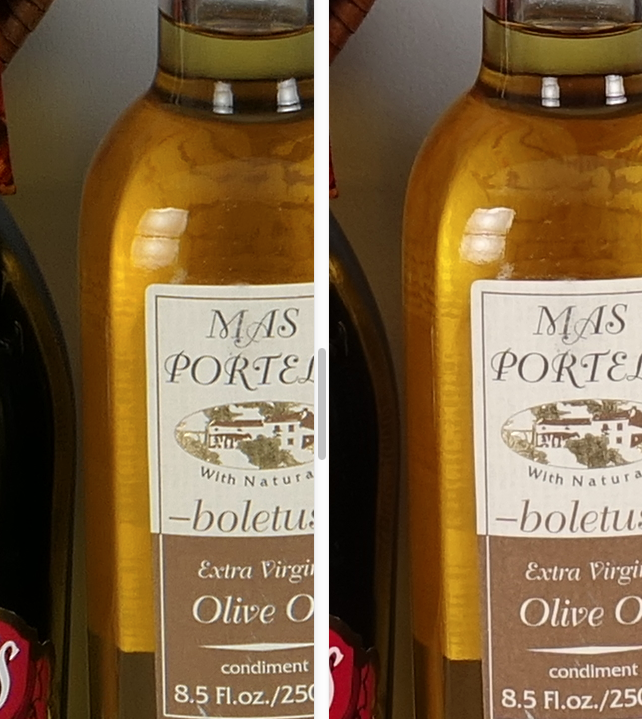 MAS
PORTEL
With Natura
–boletus
Extra Virgin
Olive O
condiment
8.5 Fl.oz./250
S
MAS
PORTEL
With Natura
–boletus
Extra Virgi
Olive O
condiment
8.5 Fl.oz./250